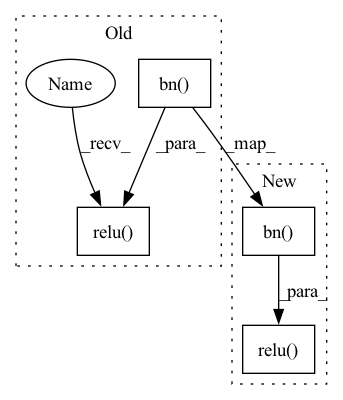 Old
Name
bn()
_recv_
_para_
_map_
New
relu()
bn()
_para_
relu()